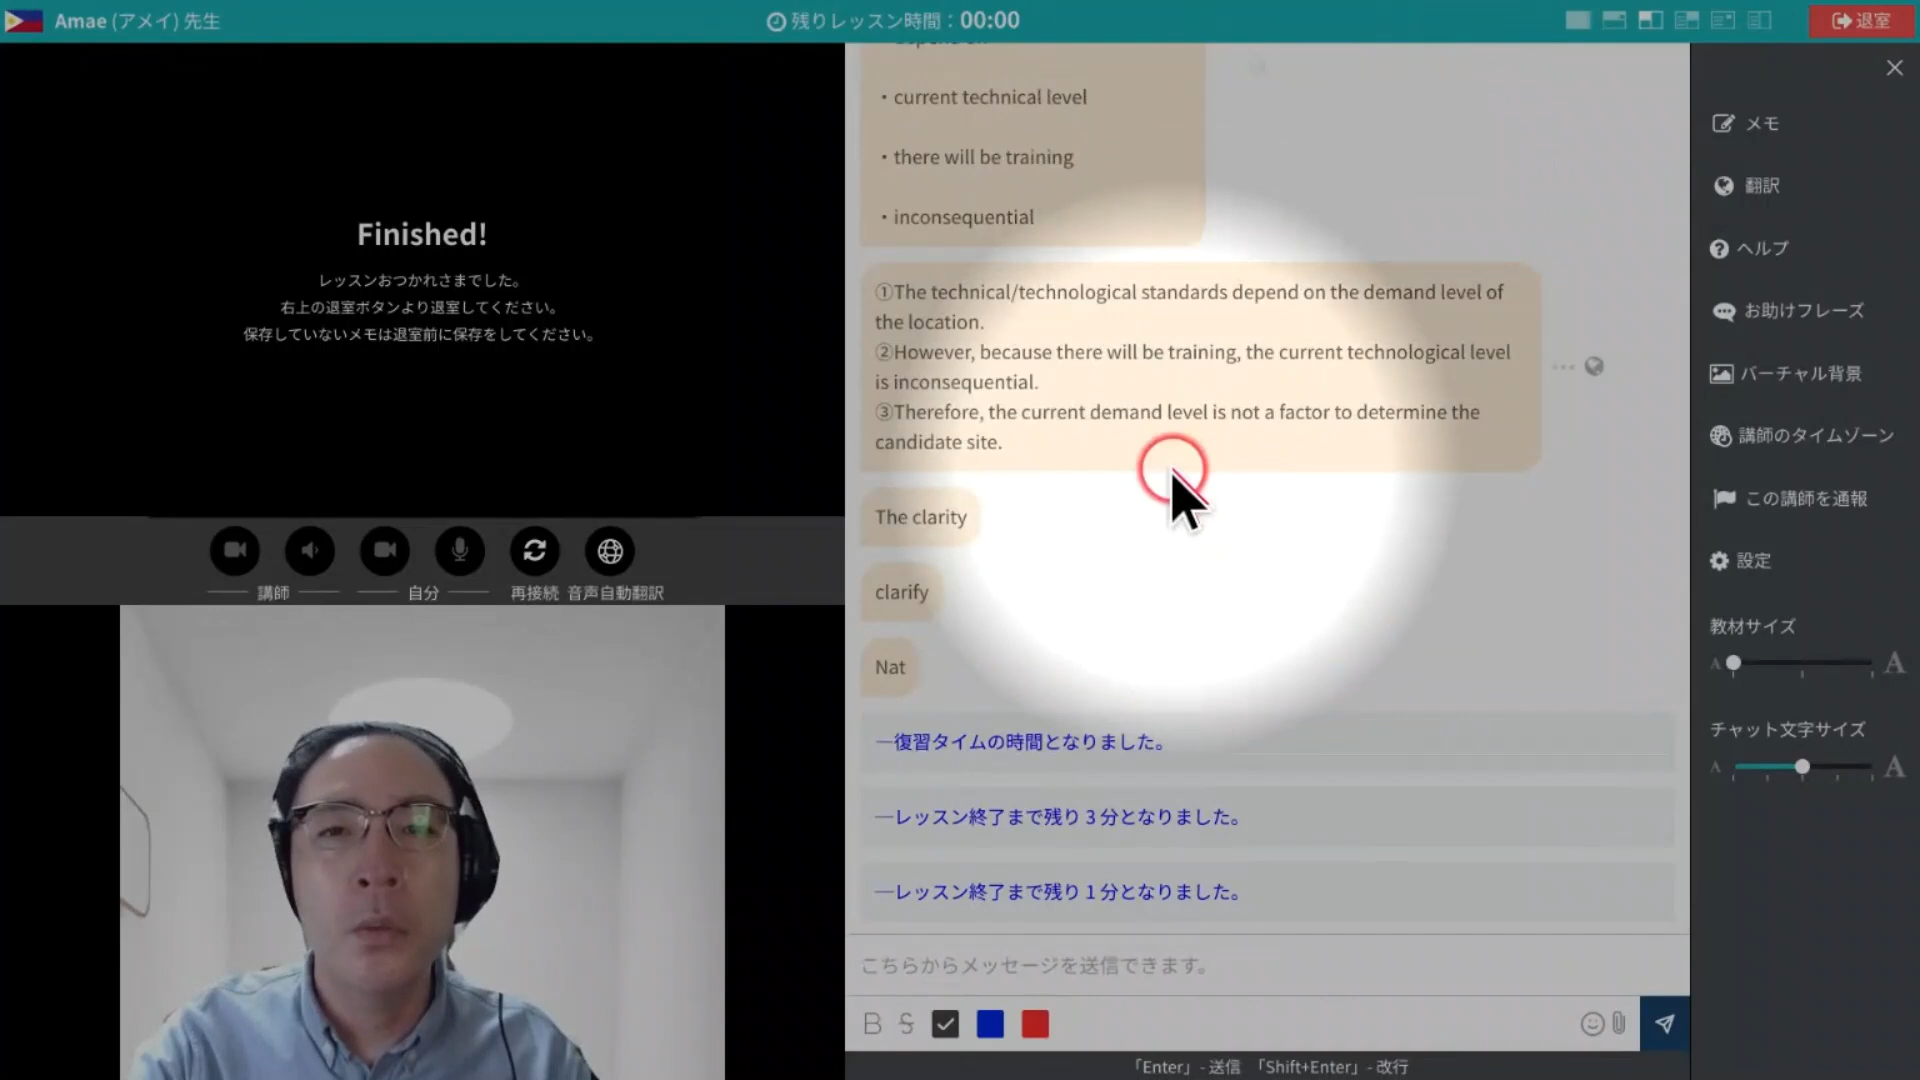 Amae (アメイ) 先生
残りレッスン時間：00:00
退室
Finished!
レッスンおつかれさまでした。
右上の退室ボタンより退室してください。
保存していないメモは退室前に保存をしてください。
講師
自分
再接続
音声自動翻訳
・current technical level
・there will be training
・inconsequential
①The technical/technological standards depend on the demand level of
the location.
②However, because there will be training, the current technological level
is inconsequential.
③Therefore, the current demand level is not a factor to determine the
candidate site.
The clarity
clarify
Nat
―復習タイムの時間となりました。
―レッスン終了まで残り３分となりました。
―レッスン終了まで残り１分となりました。
こちらからメッセージを送信できます。
B S
「Enter」- 送信 「Shift+Enter」- 改行
メモ
翻訳
ヘルプ
お助けフレーズ
バーチャル背景
講師のタイムゾーン
この講師を通報
設定
教材サイズ
A A
チャット文字サイズ
A A